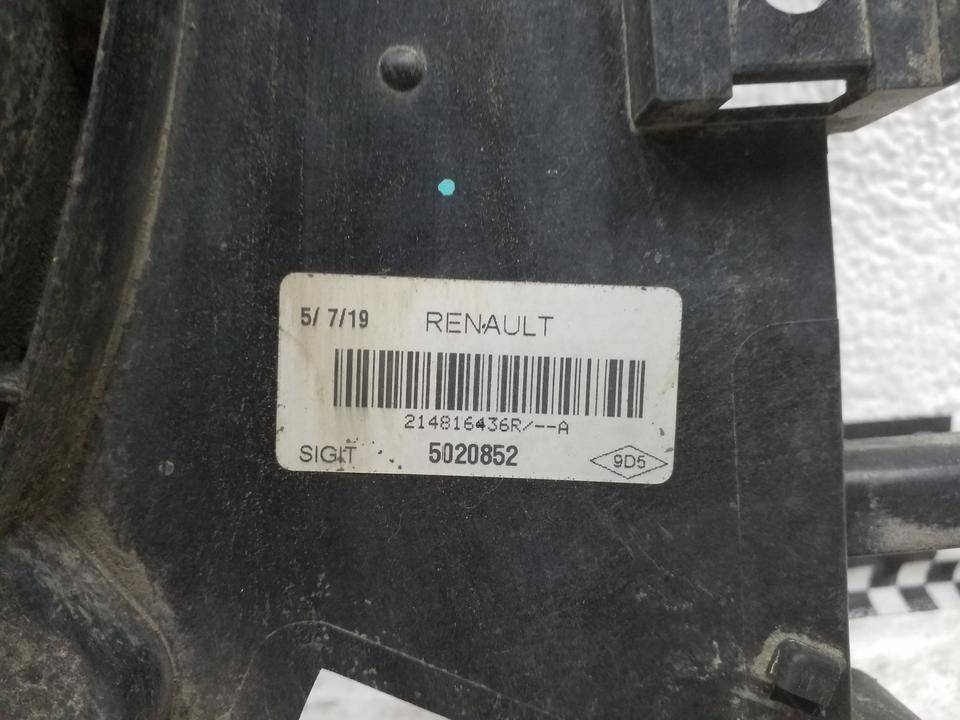 5/ 7/19 RENAULT
214816436R/--A
SIGIT 5020852 9D5